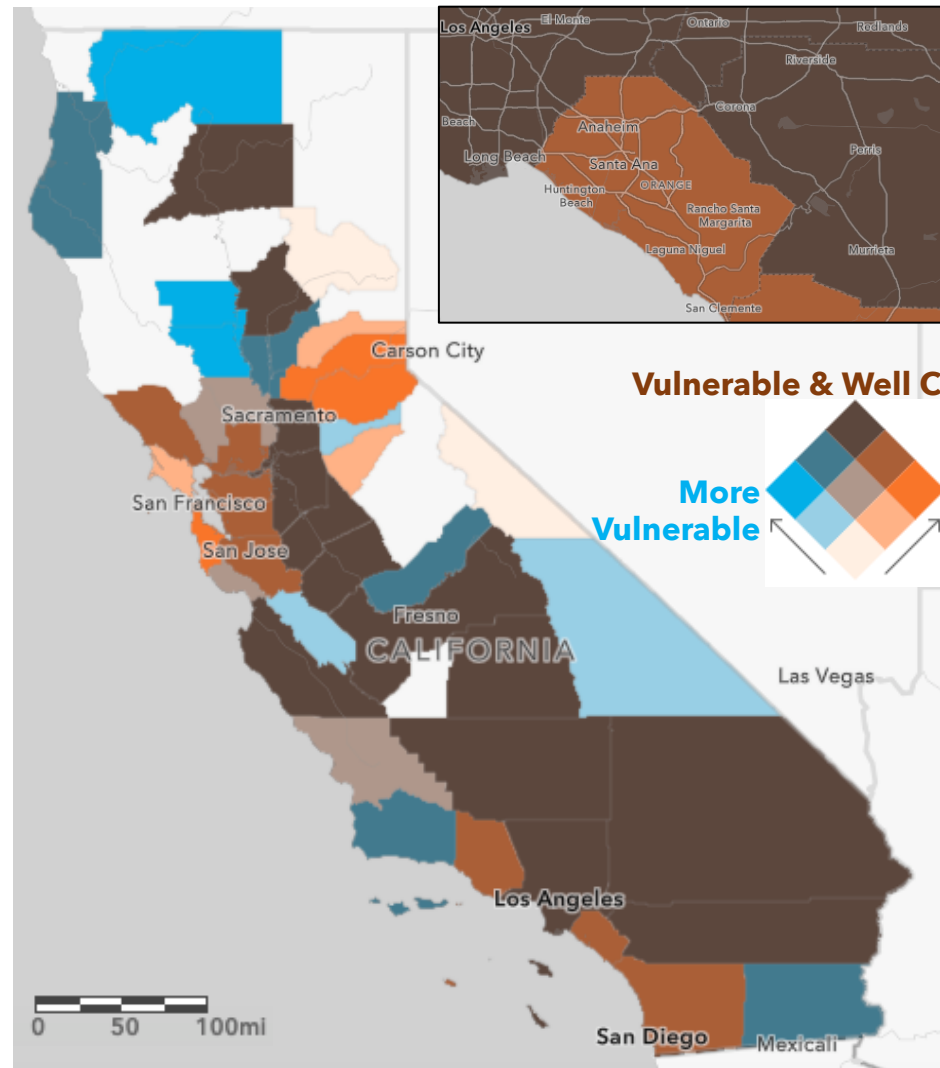 Los Angeles
El Monte
Ontario
Redlands
Riverside
Corona
Beach
Anaheim
Perris
Long Beach
Santa Ana
ORANGE
Huntington
Beach
Rancho Santa
Margarita
Laguna Niguel
Murrieta
San Clemente
Carson City
Vulnerable & Well C
Sacramento
More
Vulnerable
San Francisco
San Jose
Fresno
CALIFORNIA
Las Vegas
Los Angeles
San Diego
Mexicali
0 50 100mi